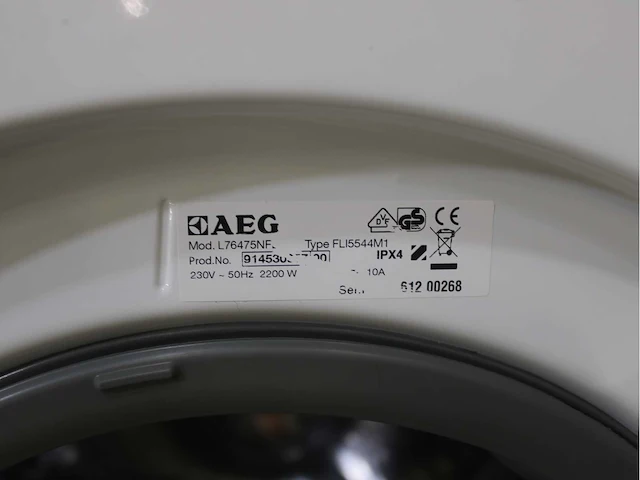 AEG
Mod. L76475NF. Type FLI5544M1
Prod.No. IPX4
230V ~ 50Hz 2200 W 10A
612 00268